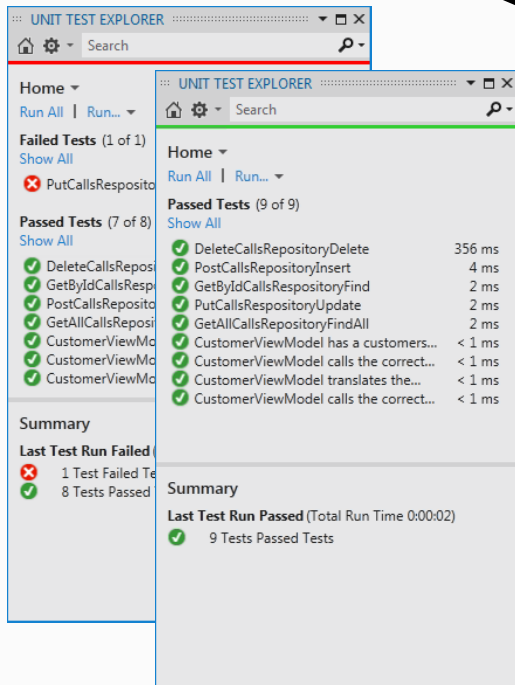 UNIT TEST EXPLORER
Search
Home
Run All | Run...
Failed Tests (1 of 1)
Show All
PutCallsResposito
Passed Tests (7 of 8)
Show All
DeleteCallsReposi
GetByIdCallsResp
PostCallsResposito
GetAllCallsReposit
CustomerViewMo
CustomerViewMo
CustomerViewMo
Summary
Last Test Run Failed (
1 Test Failed Te
8 Tests Passed
UNIT TEST EXPLORER
Search
Home
Run All | Run...
Passed Tests (9 of 9)
Show All
DeleteCallsRepositoryDelete 356 ms
PostCallsRepositoryInsert 4 ms
GetByIdCallsRespositoryFind 2 ms
PutCallsRespositoryUpdate 2 ms
GetAllCallsRepositoryFindAll 2 ms
CustomerViewModel has a customers... < 1 ms
CustomerViewModel calls the correct... < 1 ms
CustomerViewModel translates the... < 1 ms
CustomerViewModel calls the correct... < 1 ms
Summary
Last Test Run Passed (Total Run Time 0:00:02)
9 Tests Passed Tests